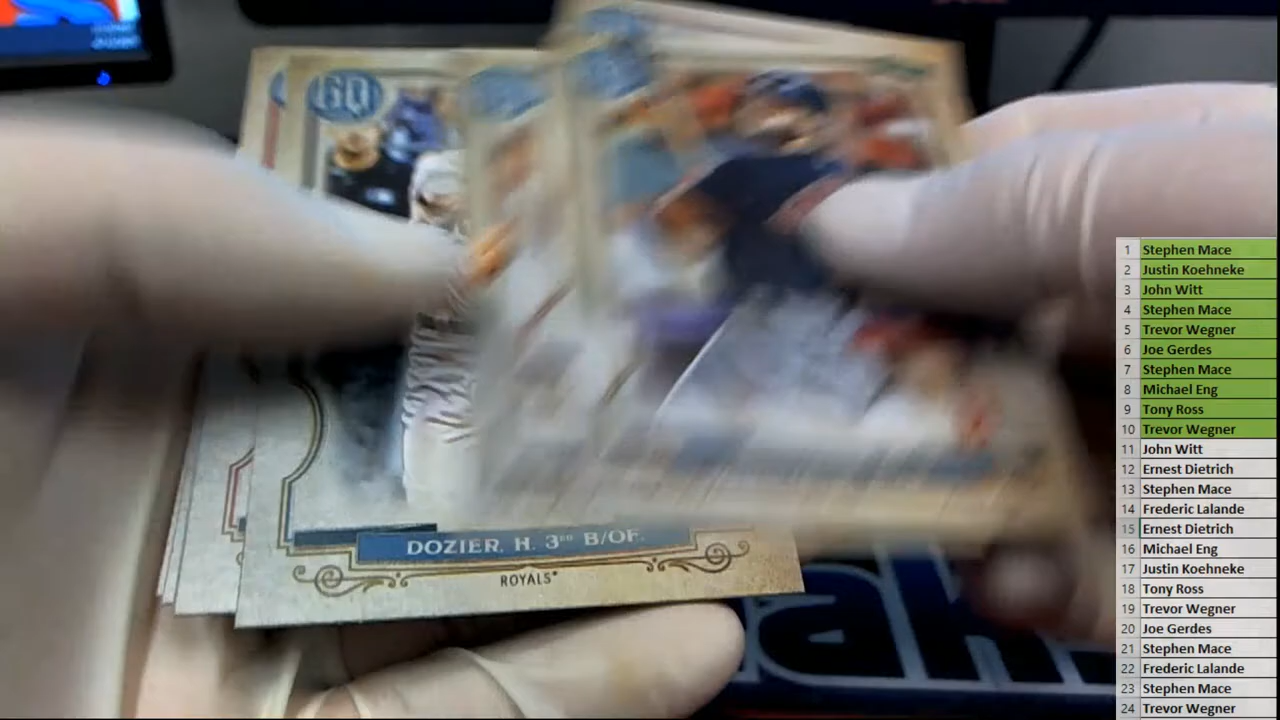 GQ
DOZIER, H. 3RD B/OF.
ROYALS
ah
1 Stephen Mace
2 Justin Koehneke
3 John Witt
4 Stephen Mace
5 Trevor Wegner
6 Joe Gerdes
7 Stephen Mace
8 Michael Eng
9 Tony Ross
10 Trevor Wegner
11 John Witt
12 Ernest Dietrich
13 Stephen Mace
14 Frederic Lalande
15 Ernest Dietrich
16 Michael Eng
17 Justin Koehneke
18 Tony Ross
19 Trevor Wegner
20 Joe Gerdes
21 Stephen Mace
22 Frederic Lalande
23 Stephen Mace
24 Trevor Wegner